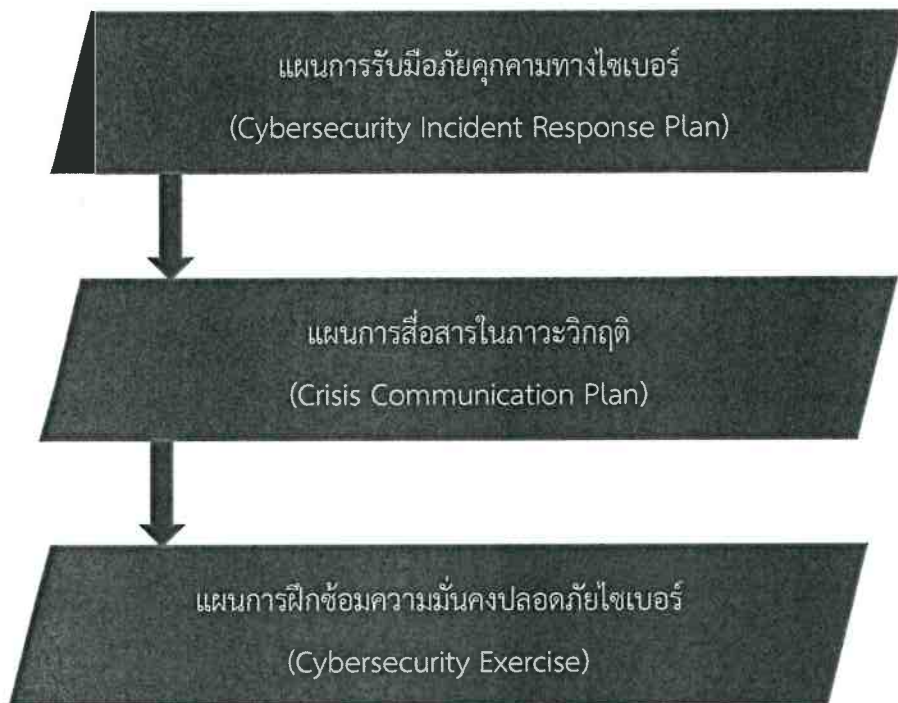 แผนการรับมือภัยคุกคามทางไซเบอร์
(Cybersecurity Incident Response Plan)
แผนการสื่อสารในภาวะวิกฤติ
(Crisis Communication Plan)
แผนการฝึกซ้อมความมั่นคงปลอดภัยไซเบอร์
(Cybersecurity Exercise)